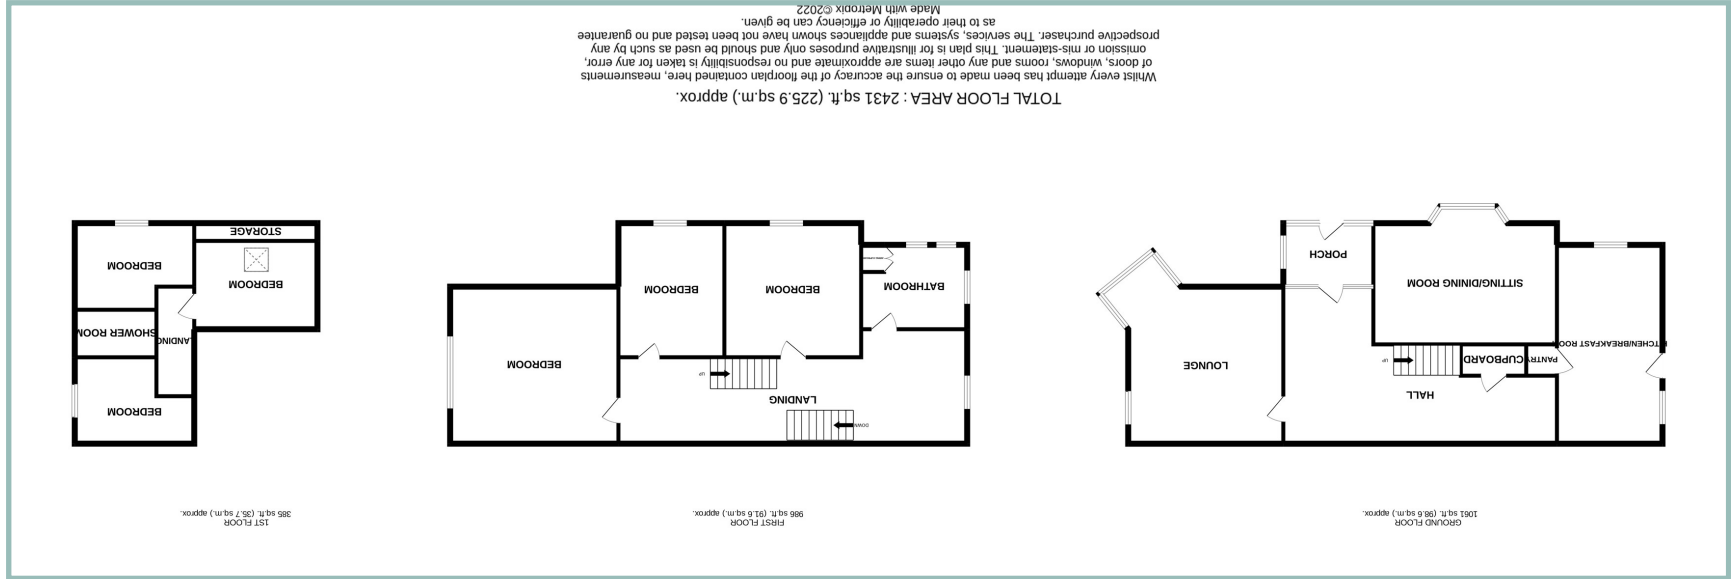 GROUND FLOOR
1061 sq.ft. (98.6 sq.m.) approx.
HALL
LOUNGE
PANTRY
CUPBOARD
UP
KITCHEN/BREAKFAST ROOM
SITTING/DINING ROOM
PORCH
FIRST FLOOR
986 sq.ft. (91.6 sq.m.) approx.
DOWN
LANDING
UP
BEDROOM
BATHROOM
BEDROOM
BEDROOM
1ST FLOOR
385 sq.ft. (35.7 sq.m.) approx.
BEDROOM
LANDING
SHOWER ROOM
BEDROOM
BEDROOM
STORAGE
TOTAL FLOOR AREA : 2431 sq.ft. (225.9 sq.m.) approx.
Whilst every attempt has been made to ensure the accuracy of the floorplan contained here, measurements
of doors, windows, rooms and any other items are approximate and no responsibility is taken for any error,
omission or mis-statement. This plan is for illustrative purposes only and should be used as such by any
prospective purchaser. The services, systems and appliances shown have not been tested and no guarantee
as to their operability or efficiency can be given.
Made with Metropix ©2022